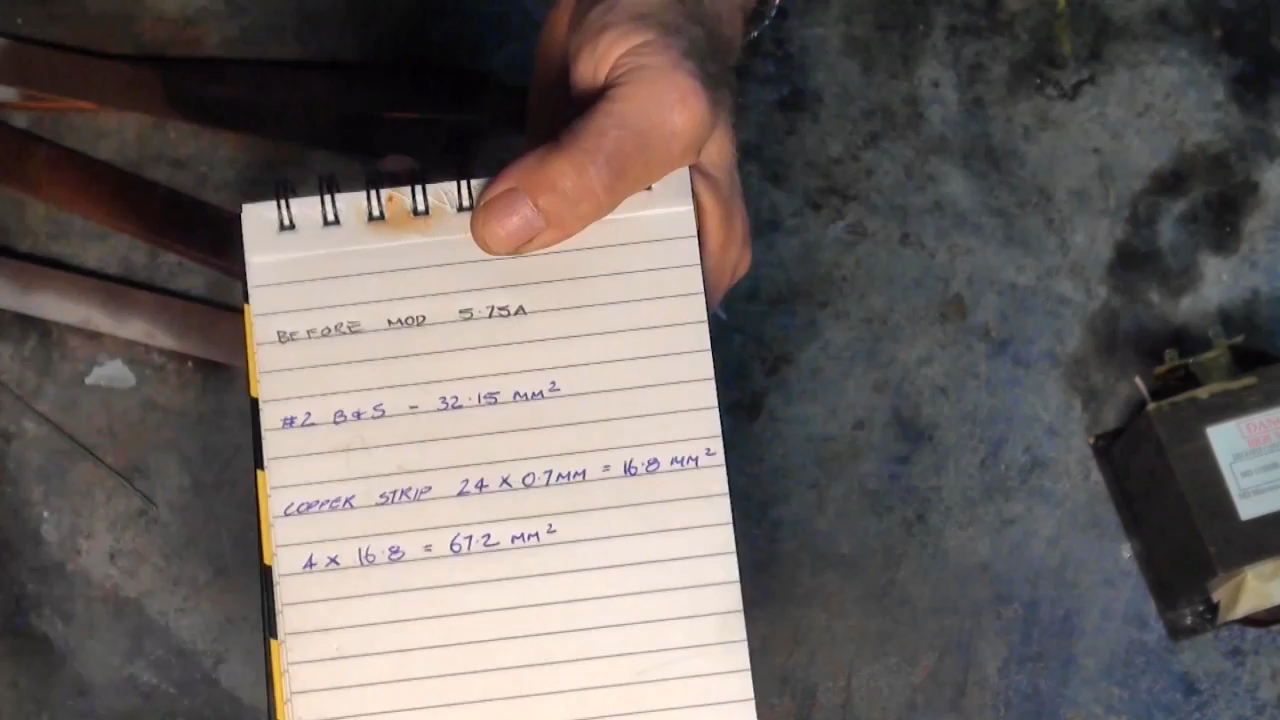 BEFORE MOD 5.75A
#2 B&S - 32.15 MM²
COPPER STRIP 24 X 0.7MM = 16.8 MM²
4 X 16.8 = 67.2 MM²